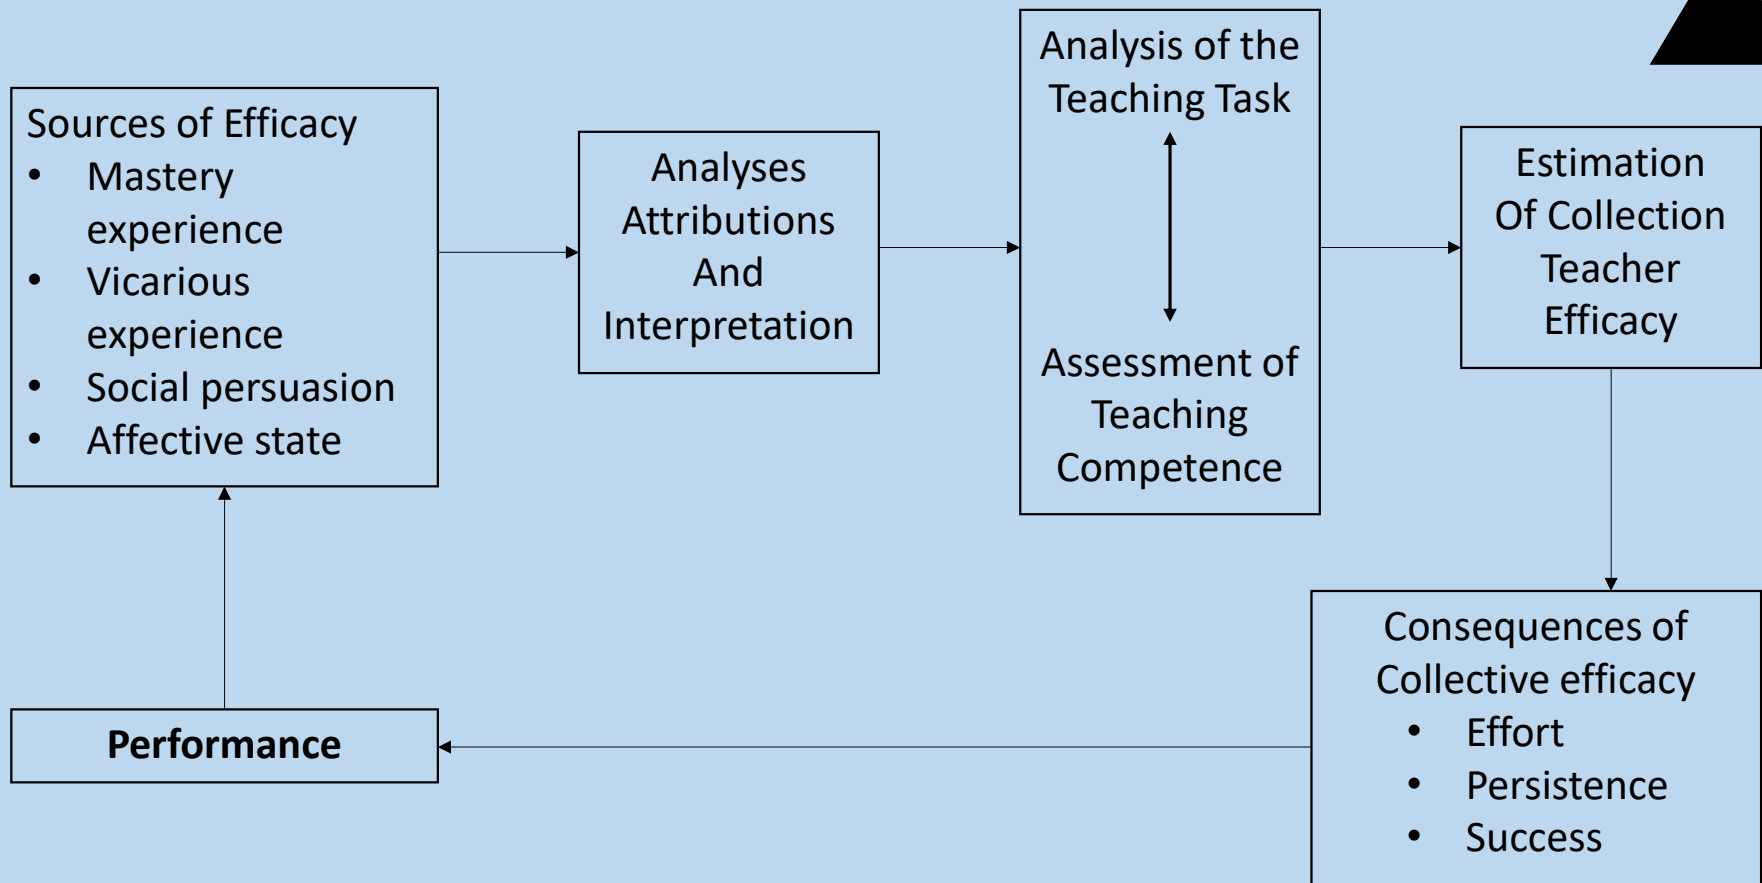 Sources of Efficacy
• Mastery
experience
• Vicarious
experience
• Social persuasion
• Affective state
Analyses
Attributions
And
Interpretation
Analysis of the
Teaching Task
Assessment of
Teaching
Competence
Estimation
Of Collection
Teacher
Efficacy
Consequences of
Collective efficacy
• Effort
• Persistence
• Success
Performance